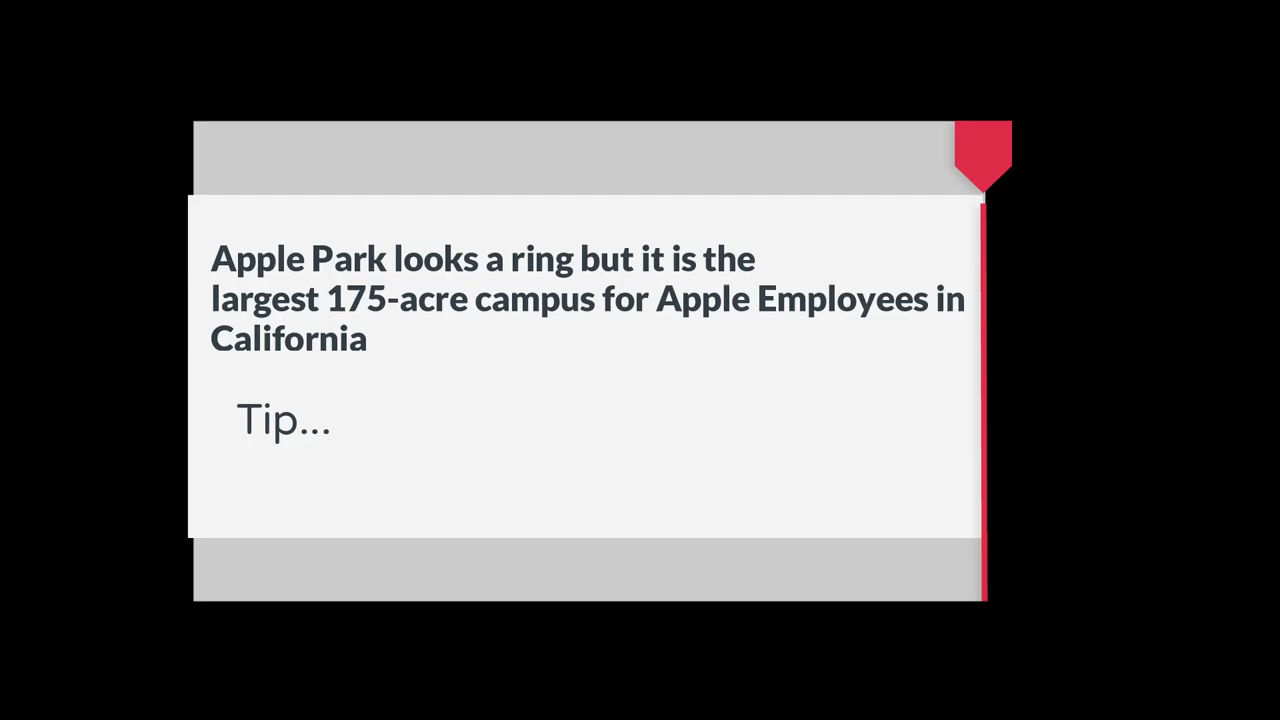 Apple Park looks a ring but it is the
largest 175-acre campus for Apple Employees in
California
Tip...